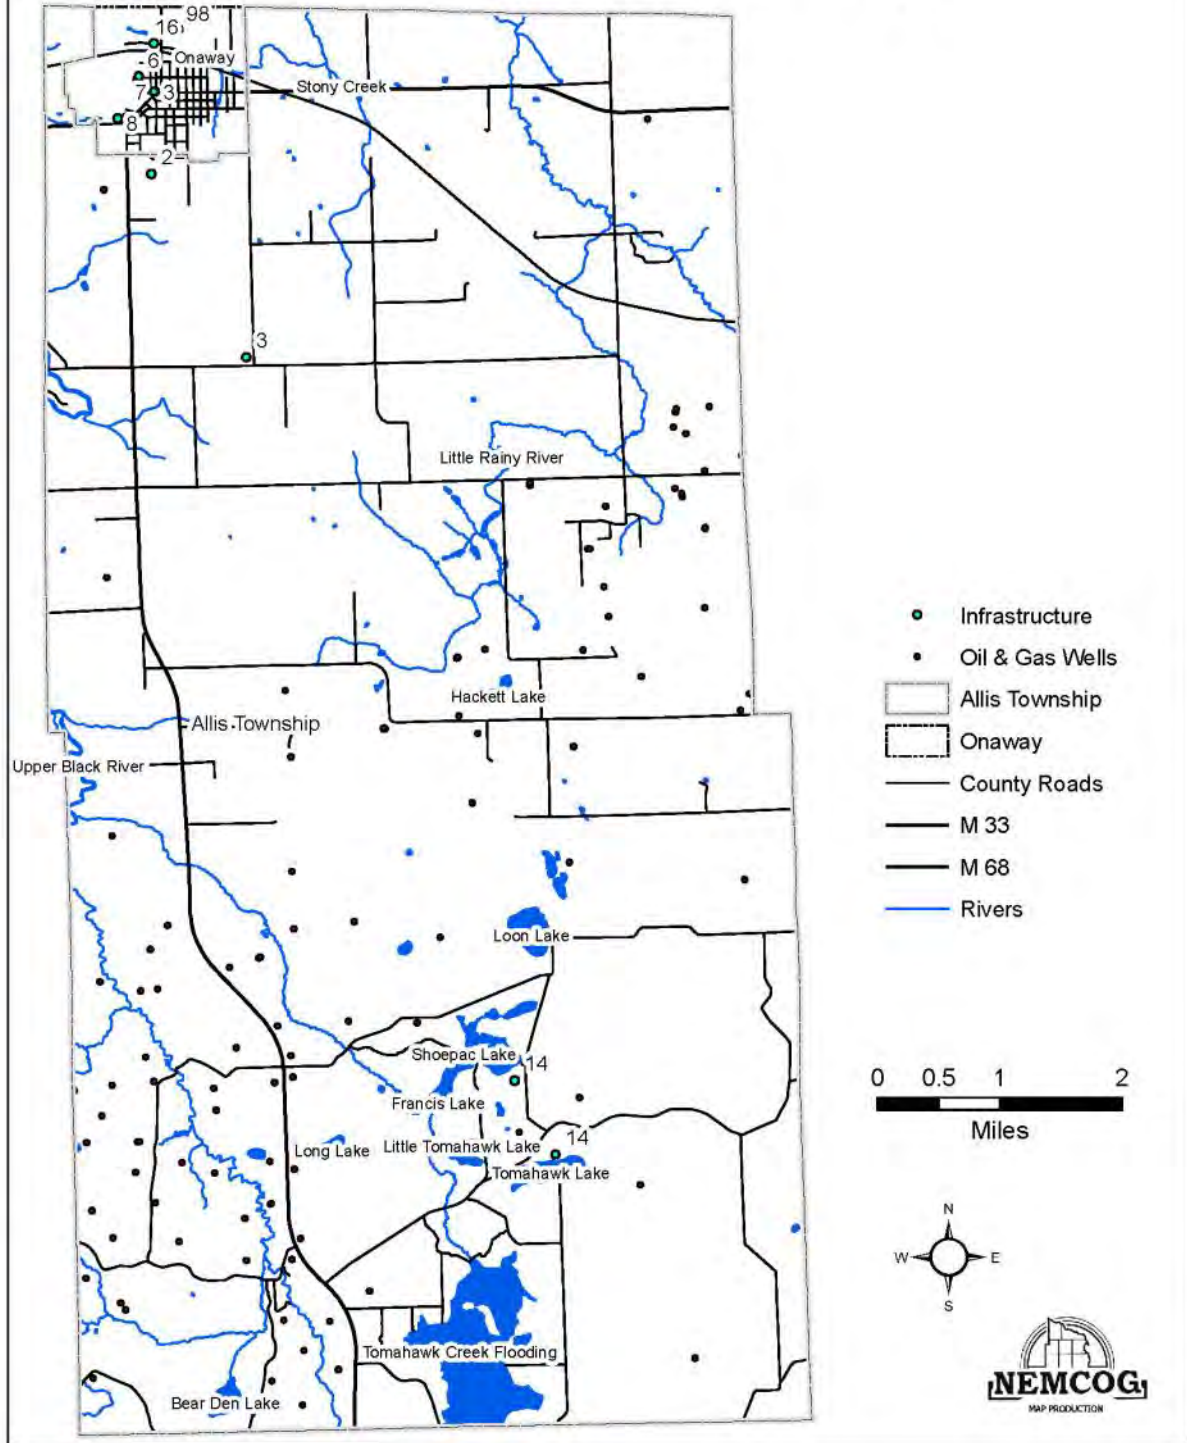 98
16
Onaway
6
7 3
8
2
Stony Creek
3
Little Rainy River
Hackett Lake
Allis Township
Upper Black River
Loon Lake
Shoepac Lake
14
Francis Lake
14
Long Lake
Little Tomahawk Lake
Tomahawk Lake
Tomahawk Creek Flooding
Bear Den Lake
Infrastructure
Oil & Gas Wells
Allis Township
Onaway
County Roads
M 33
M 68
Rivers
0 0.5 1 2
Miles
N
W E
S
NEMCOG
MAP PRODUCTION